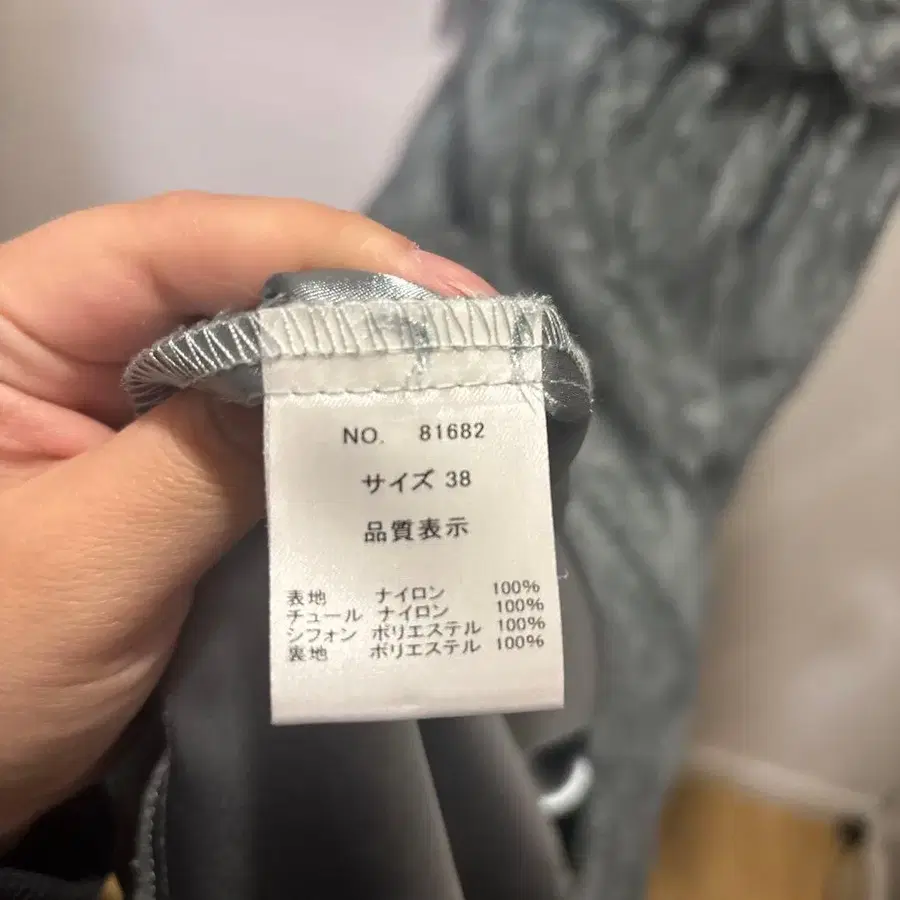 NO. 81682
サイズ 38
品質表示
表地 ナイロン 100%
チュール ナイロン 100%
シフォン ポリエステル 100%
裏地 ポリエステル 100%